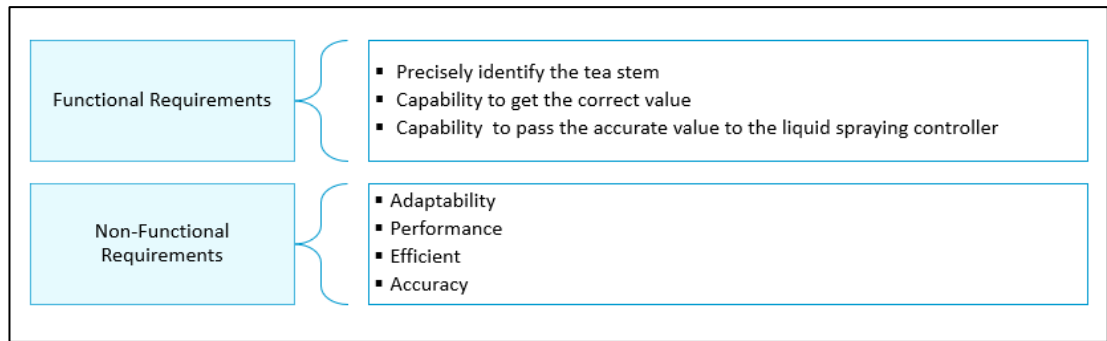 Functional Requirements
▪ Precisely identify the tea stem
▪ Capability to get the correct value
▪ Capability to pass the accurate value to the liquid spraying controller
Non-Functional
Requirements
▪ Adaptability
▪ Performance
▪ Efficient
▪ Accuracy